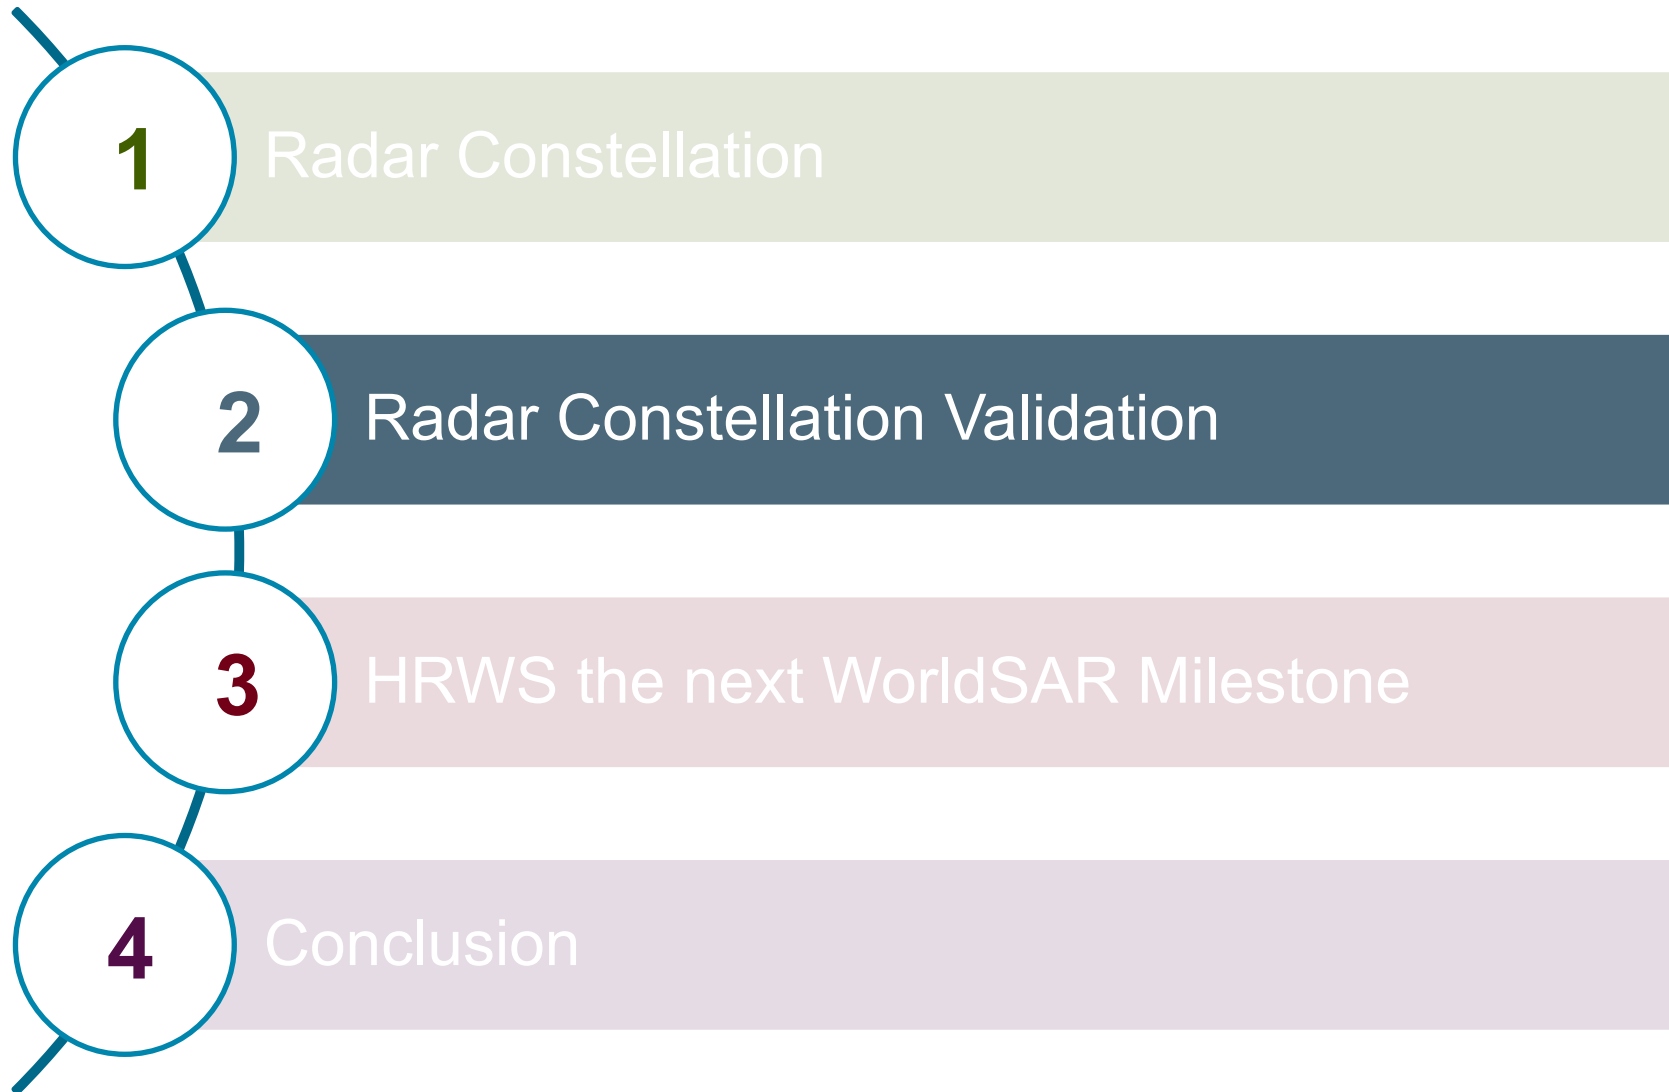 1 Radar Constellation
2 Radar Constellation Validation
3 HRWS the next WorldSAR Milestone
4 Conclusion